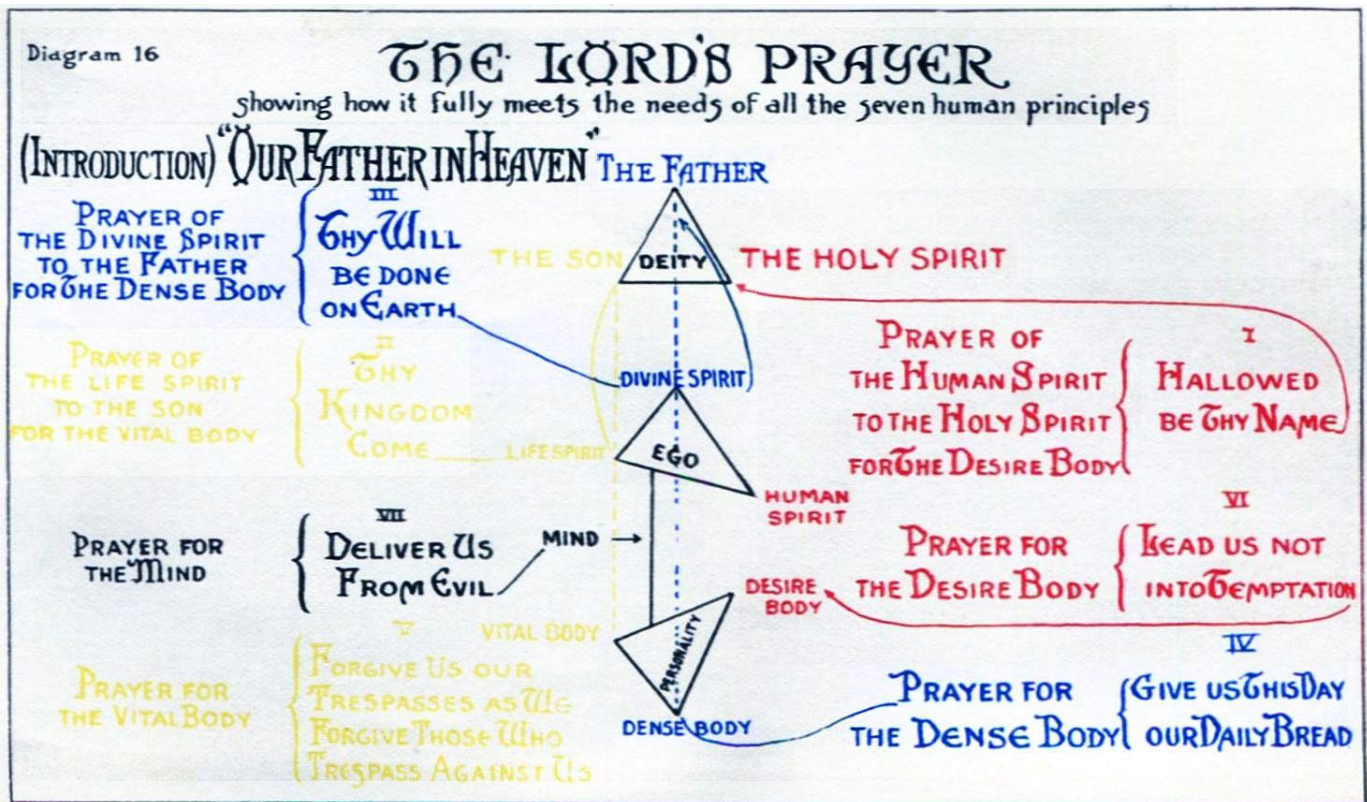 Diagram 16
THE LORD'S PRAYER
showing how it fully meets the needs of all the seven human principles
(INTRODUCTION) "OUR FATHER IN HEAVEN" THE FATHER
PRAYER OF
THE DIVINE SPIRIT
TO THE FATHER
FOR THE DENSE BODY
III
THY WILL
BE DONE
ON EARTH
THE SON
DEITY
THE HOLY SPIRIT
PRAYER OF
THE LIFE SPIRIT
TO THE SON
FOR THE VITAL BODY
II
THY
KINGDOM
COME
DIVINE SPIRIT
LIFE SPIRIT
EGO
HUMAN
SPIRIT
PRAYER OF
THE HUMAN SPIRIT
TO THE HOLY SPIRIT
FOR THE DESIRE BODY
I
HALLOWED
BE THY NAME
PRAYER FOR
THE MIND
VII
DELIVER US
FROM EVIL
MIND
DESIRE
BODY
PRAYER FOR
THE DESIRE BODY
VI
LEAD US NOT
INTO TEMPTATION
PRAYER FOR
THE VITAL BODY
V
FORGIVE US OUR
TRESPASSES AS WE
FORGIVE THOSE WHO
TRESPASS AGAINST US
VITAL BODY
PERSONALITY
DENSE BODY
PRAYER FOR
THE DENSE BODY
IV
GIVE US THIS DAY
OUR DAILY BREAD